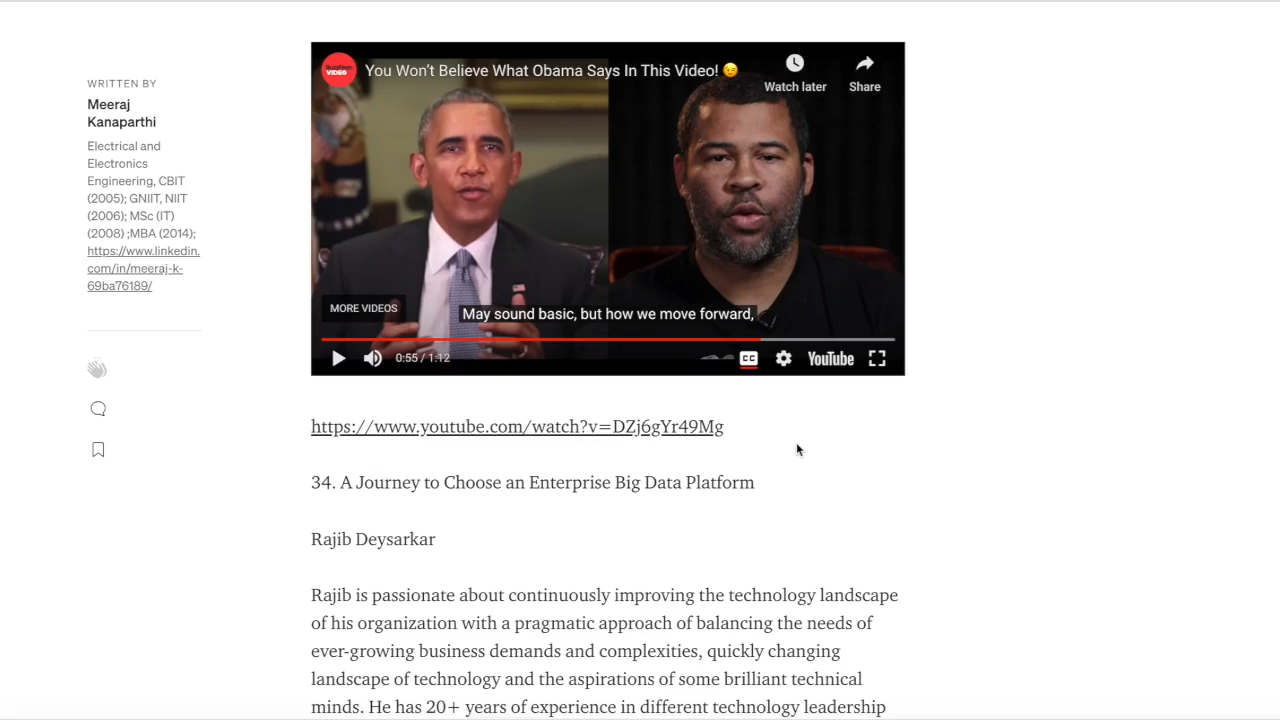 WRITTEN BY
Meeraj
Kanaparthi
Electrical and
Electronics
Engineering, CBIT
(2005); GNIIT, NIIT
(2006); MSc (IT)
(2008) ;MBA (2014);
https://www.linkedin.
com/in/meeraj-k-
69ba76189/
BuzzFeed
VIDEO
You Won't Believe What Obama Says In This Video! 😉
Watch later
Share
MORE VIDEOS
May sound basic, but how we move forward,
0:55 / 1:12
CC
YouTube
https://www.youtube.com/watch?v=DZj6gYr49Mg
34. A Journey to Choose an Enterprise Big Data Platform
Rajib Deysarkar
Rajib is passionate about continuously improving the technology landscape
of his organization with a pragmatic approach of balancing the needs of
ever-growing business demands and complexities, quickly changing
landscape of technology and the aspirations of some brilliant technical
minds. He has 20+ years of experience in different technology leadership